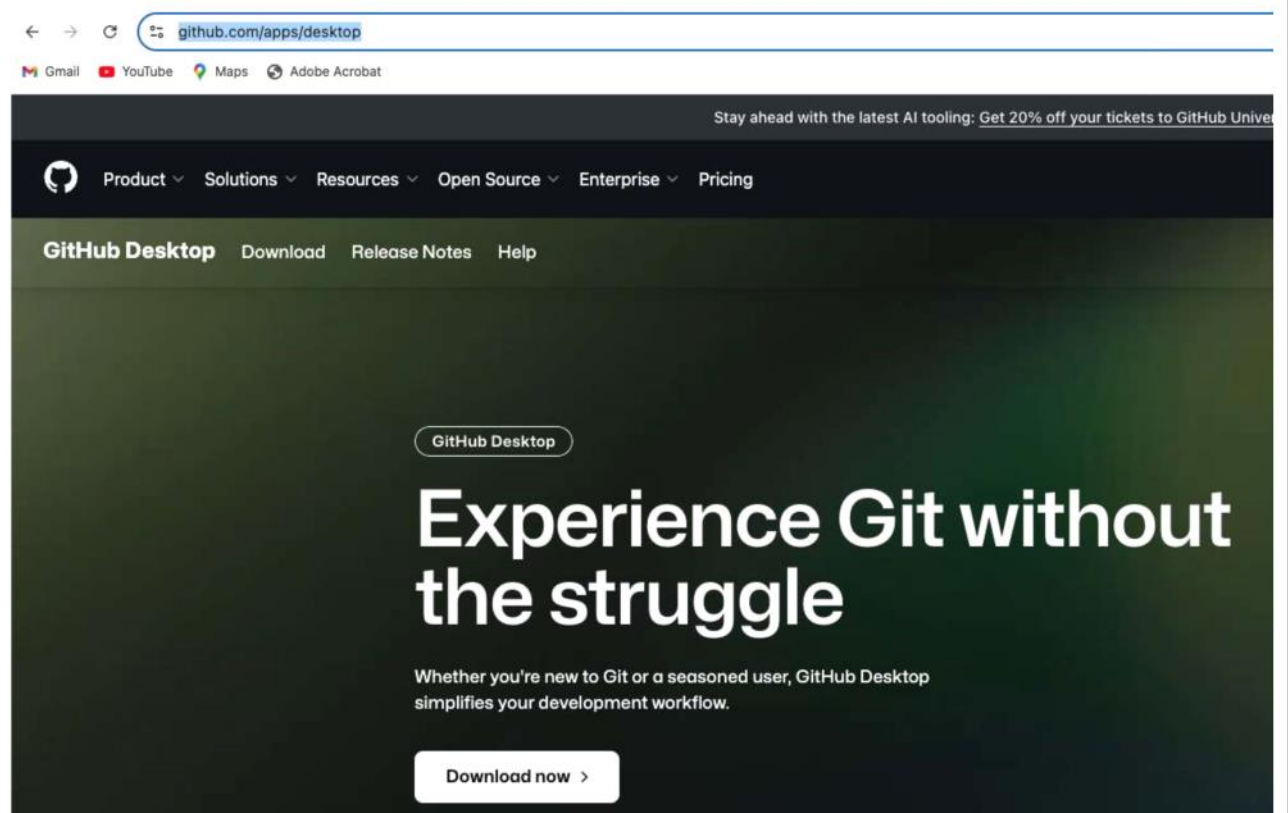 github.com/apps/desktop
Gmail YouTube Maps Adobe Acrobat
Stay ahead with the latest AI tooling: Get 20% off your tickets to GitHub
Product Solutions Resources Open Source Enterprise Pricing
GitHub Desktop Download Release Notes Help
GitHub Desktop
Experience Git without
the struggle
Whether you're new to Git or a seasoned user, GitHub Desktop
simplifies your development workflow.
Download now